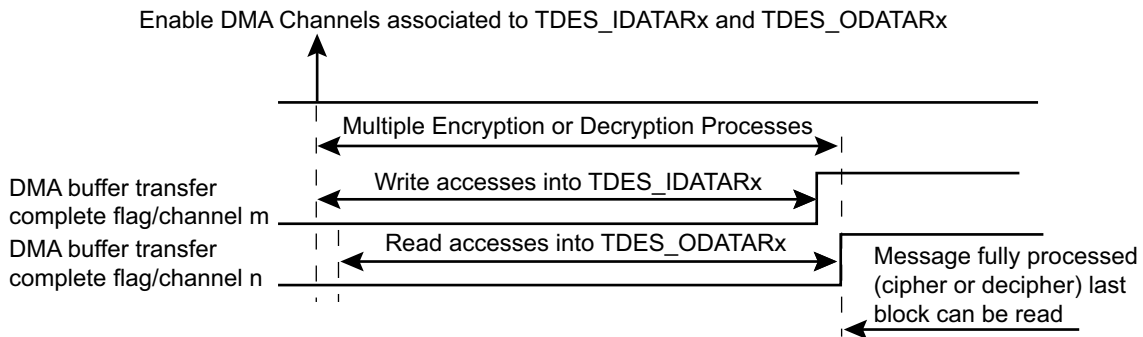 Enable DMA Channels associated to TDES_IDATARx and TDES_ODATARx
Multiple Encryption or Decryption Processes
Write accesses into TDES_IDATARx
DMA buffer transfer
complete flag/channel m
Read accesses into TDES_ODATARx
DMA buffer transfer
complete flag/channel n
Message fully processed
(cipher or decipher) last
block can be read